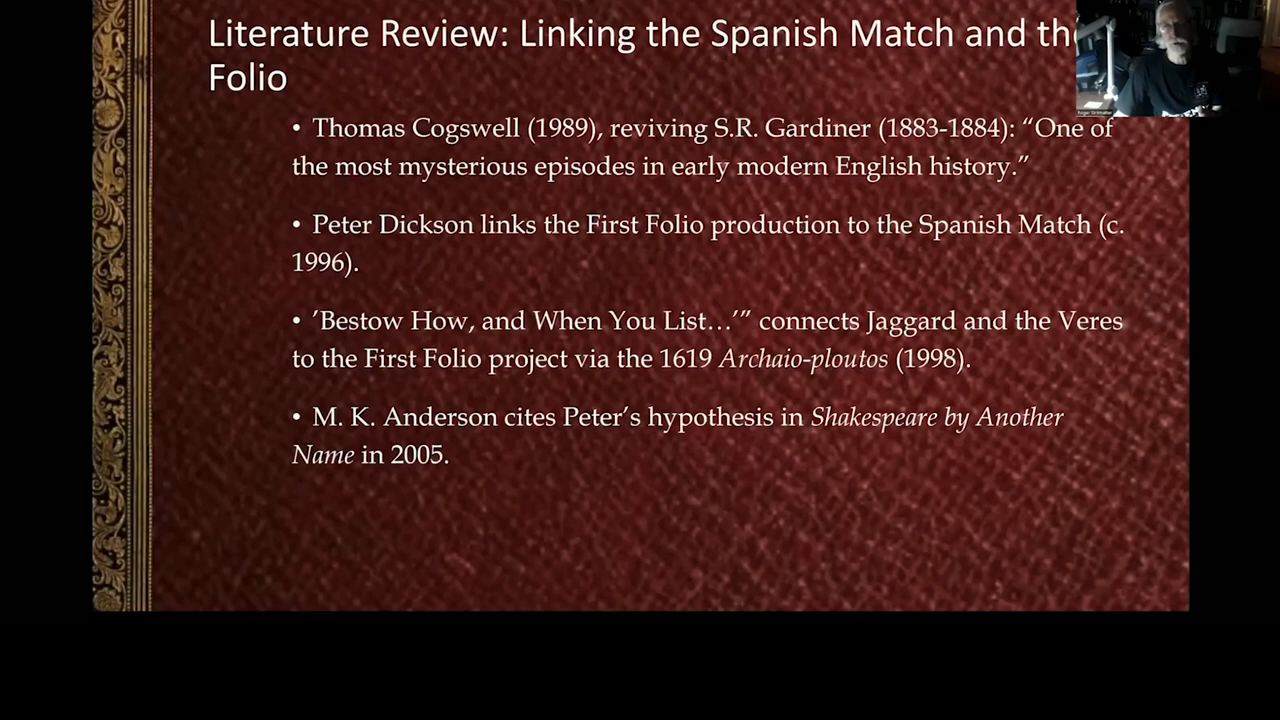 Literature Review: Linking the Spanish Match and the
Folio
• Thomas Cogswell (1989), reviving S.R. Gardiner (1883-1884): “One of
the most mysterious episodes in early modern English history.”
• Peter Dickson links the First Folio production to the Spanish Match (c.
1996).
• ’Bestow How, and When You List…’” connects Jaggard and the Veres
to the First Folio project via the 1619 Archaio-ploutos (1998).
• M. K. Anderson cites Peter’s hypothesis in Shakespeare by Another
Name in 2005.